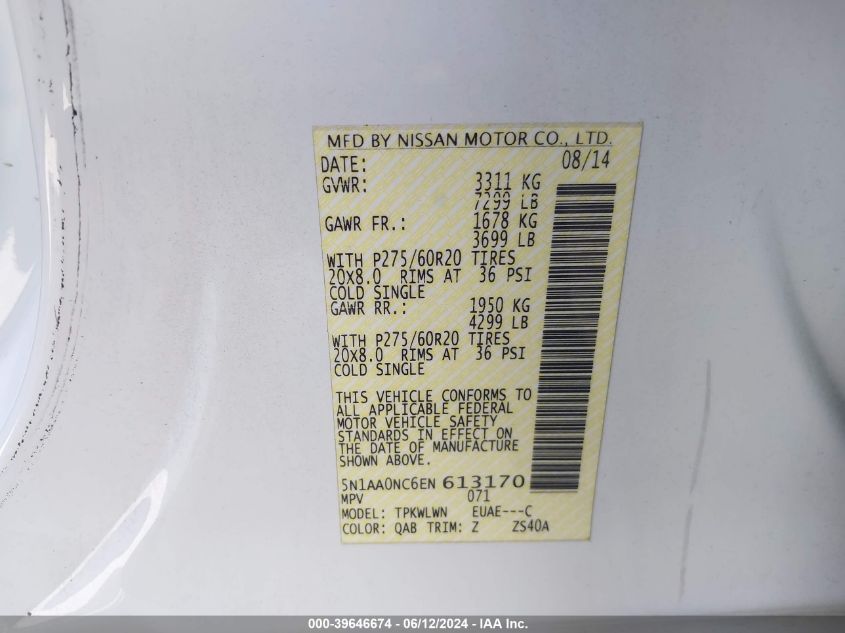 MFD BY NISSAN MOTOR CO., LTD.
DATE: 08/14
GVWR: 3311 KG
7299 LB
GAWR FR.: 1678 KG
3699 LB
WITH P275/60R20 TIRES
20X8.0 RIMS AT 36 PSI
COLD SINGLE
GAWR RR.: 1950 KG
4299 LB
WITH P275/60R20 TIRES
20X8.0 RIMS AT 36 PSI
COLD SINGLE
THIS VEHICLE CONFORMS TO
ALL APPLICABLE FEDERAL
MOTOR VEHICLE SAFETY
STANDARDS IN EFFECT ON
THE DATE OF MANUFACTURE
SHOWN ABOVE.
5N1AA0NC6EN 613170
MPV 071
MODEL: TPKWLWN EUAE---C
COLOR: QAB TRIM: Z ZS40A
000-39646674 - 06/12/2024 - IAA Inc.